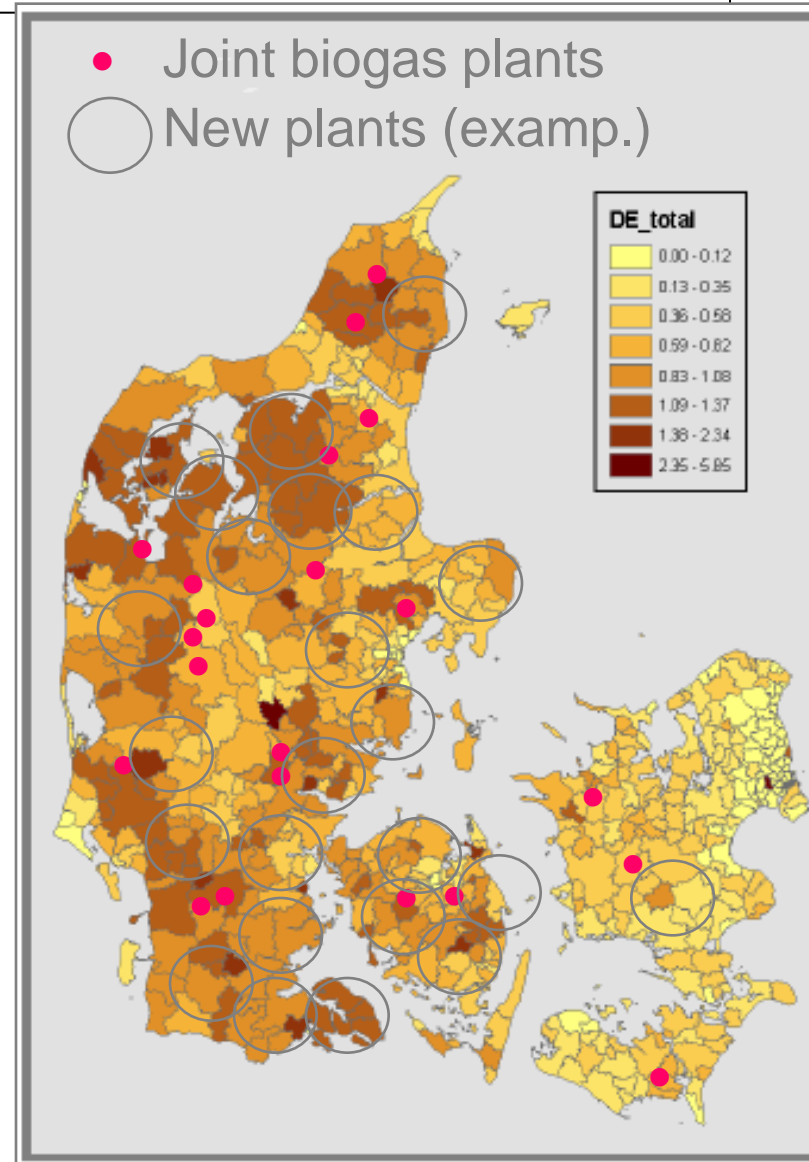 Joint biogas plants
New plants (examp.)
DE_total
0.00 - 0.12
0.13 - 0.35
0.36 - 0.58
0.59 - 0.82
0.83 - 1.08
1.09 - 1.37
1.38 - 2.34
2.35 - 5.85